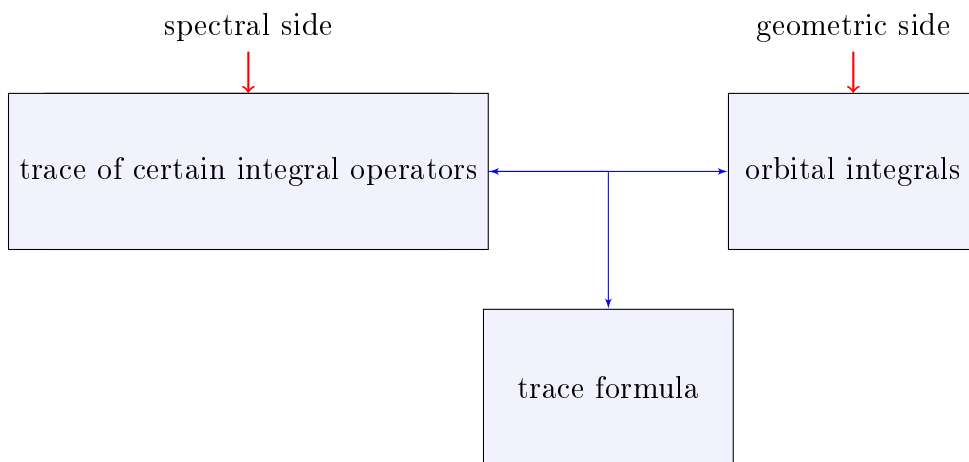 spectral side
geometric side
trace of certain integral operators
orbital integrals
trace formula